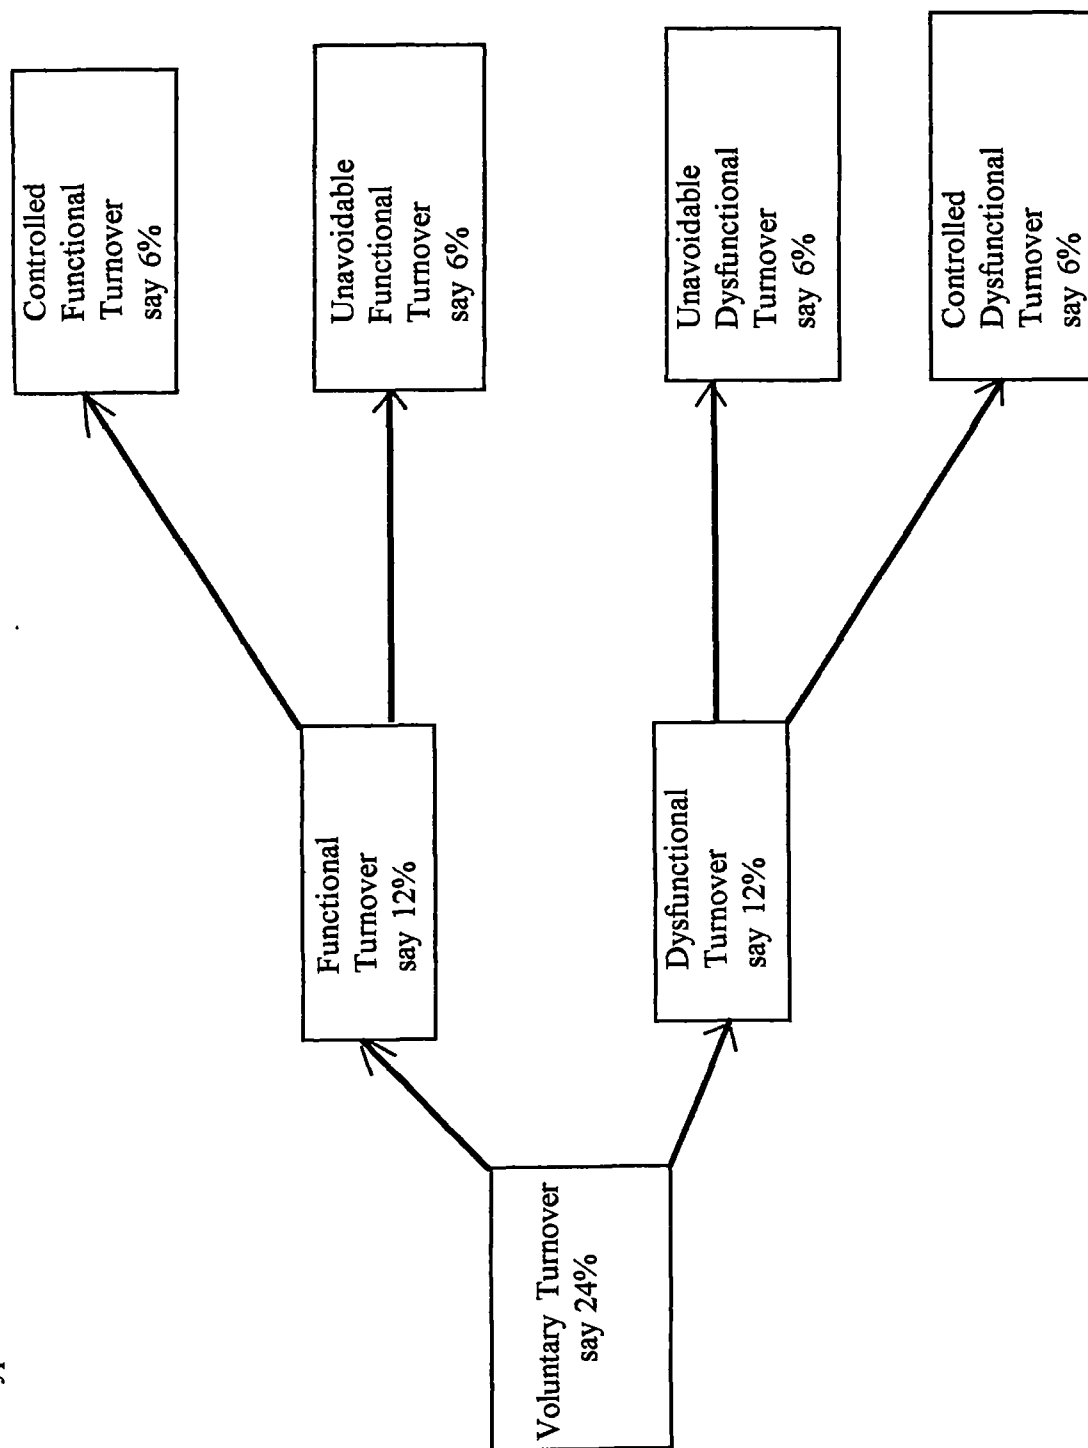 Voluntary Turnover
say 24%
Functional
Turnover
say 12%
Dysfunctional
Turnover
say 12%
Controlled
Functional
Turnover
say 6%
Unavoidable
Functional
Turnover
say 6%
Unavoidable
Dysfunctional
Turnover
say 6%
Controlled
Dysfunctional
Turnover
say 6%